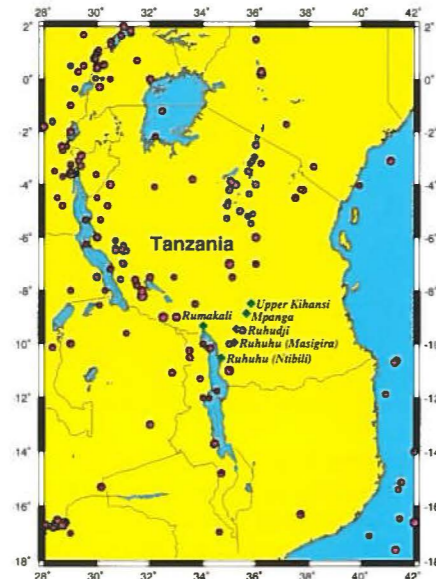 28° 30° 32° 34° 36° 38° 40° 42°
2° 2°
0° 0°
-2° -2°
-4° -4°
Tanzania
-6° -6°
-8° -8°
Upper Kihansi
Rumakali Mpanga
Ruhudji
-10° Ruhuhu (Masigira) -10°
Ruhuhu (Ntibili)
-12° -12°
-14° -14°
-16° -16°
18° 18°
28° 30° 32° 34° 36° 38° 40° 42°